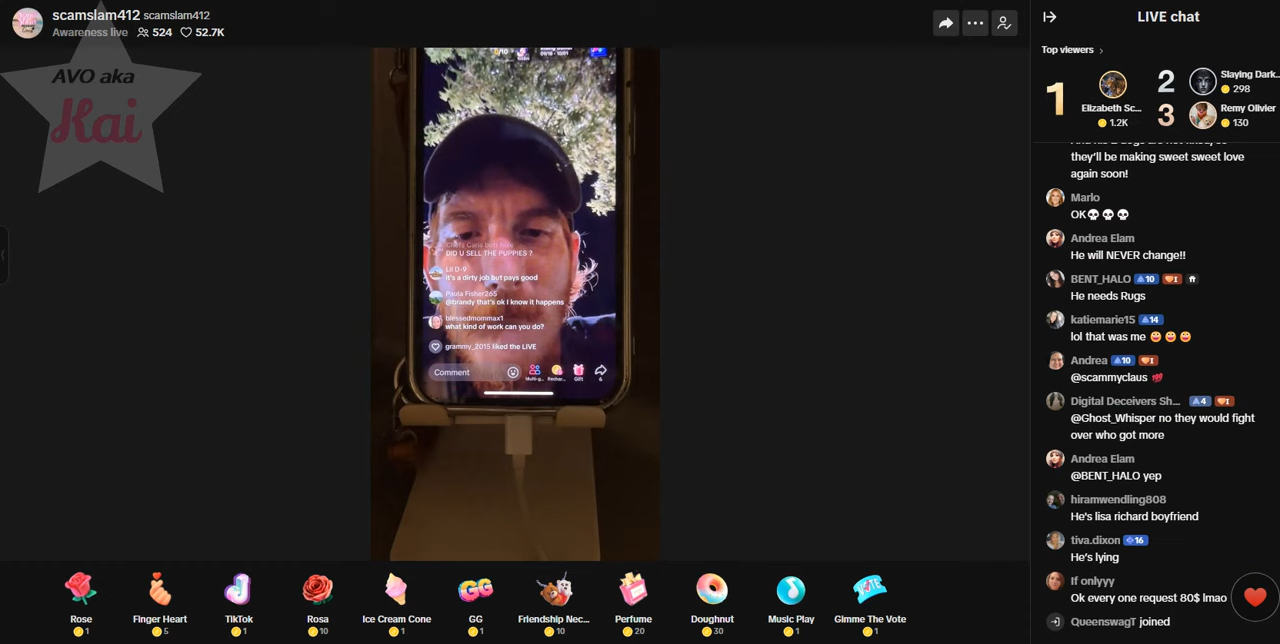 scamslam412 scamslam412
Awareness live 524 52.7K
AVO aka
Kai
DID U SELL THE PUPPIES ?
Lil D-9
it's a dirty job but pays good
Paula Fisher265
@brandy that's ok I know it happens
blessedmommax1
what kind of work can you do?
grammy_2015 liked the LIVE
Comment
Multi-g...
Rechar...
Gift
6
Rose
1
Finger Heart
5
TikTok
1
Rosa
10
Ice Cream Cone
1
GG
1
Friendship Nec...
10
Perfume
20
Doughnut
30
Music Play
1
Gimme The Vote
1
LIVE chat
Top viewers
1
Elizabeth Sc...
1.2K
2
Slaying Dark...
298
3
Remy Olivier
130
they'll be making sweet sweet love
again soon!
Marlo
OK💀💀💀
Andrea Elam
He will NEVER change!!
BENT_HALO 10 I
He needs Rugs
katiemarie15 14
lol that was me 😄😄😄
Andrea 10 I
@scammyclaus 💯
Digital Deceivers Sh... 4 I
@Ghost_Whisper no they would fight
over who got more
Andrea Elam
@BENT_HALO yep
hiramwendling808
He's lisa richard boyfriend
tiva.dixon 16
He's lying
If onlyyy
Ok every one request 80$ lmao
QueenswagT joined